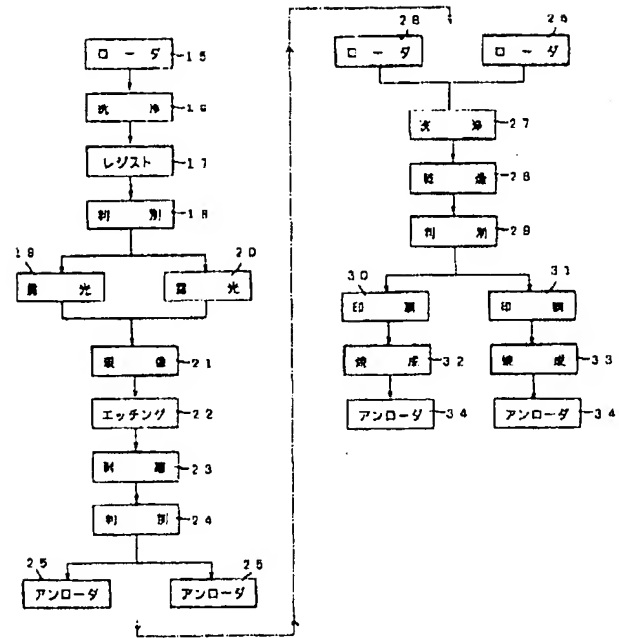 ローダ 15
洗浄 16
レジスト 17
判別 18
19 20
露光 露光
現像 21
エッチング 22
剥離 23
判別 24
25 25
アンローダ アンローダ
26 26
ローダ ローダ
洗浄 27
乾燥 28
判別 29
30 31
印刷 印刷
焼成 32 焼成 33
アンローダ 34 アンローダ 34